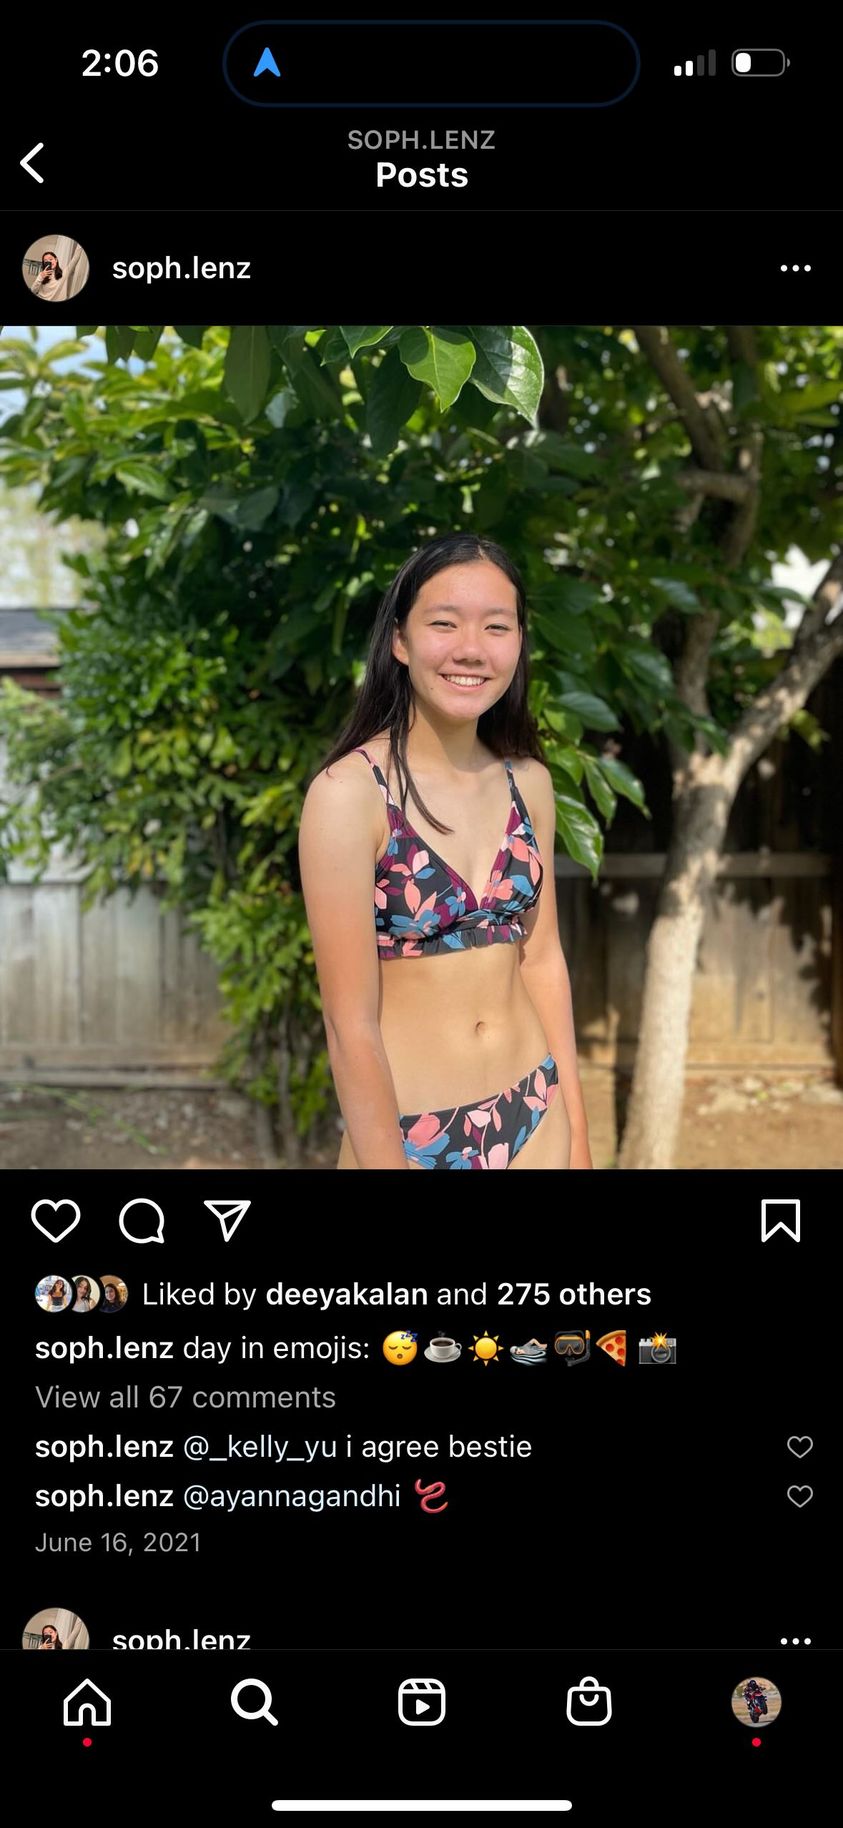 2:06
SOPH.LENZ
Posts
soph.lenz
Liked by deeyakalan and 275 others
soph.lenz day in emojis: 😴☕☀️👟🤿🍕📸
View all 67 comments
soph.lenz @_kelly_yu i agree bestie
soph.lenz @ayannagandhi 🪱
June 16, 2021
soph.lenz